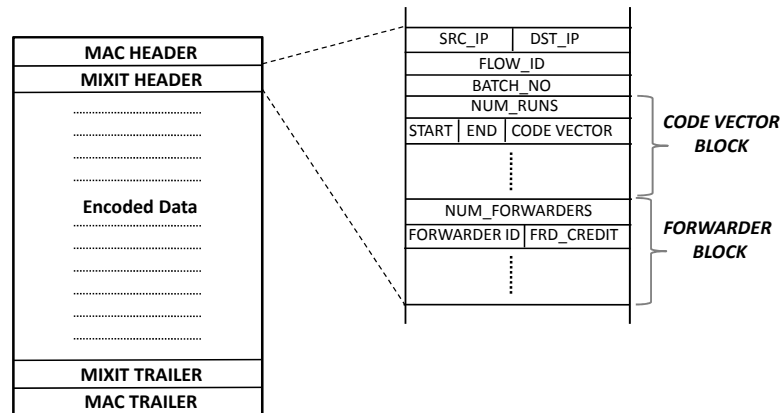 MAC HEADER
MIXIT HEADER
Encoded Data
MIXIT TRAILER
MAC TRAILER
SRC_IP DST_IP
FLOW_ID
BATCH_NO
NUM_RUNS
START END CODE VECTOR
CODE VECTOR
BLOCK
NUM_FORWARDERS
FORWARDER ID FRD_CREDIT
FORWARDER
BLOCK